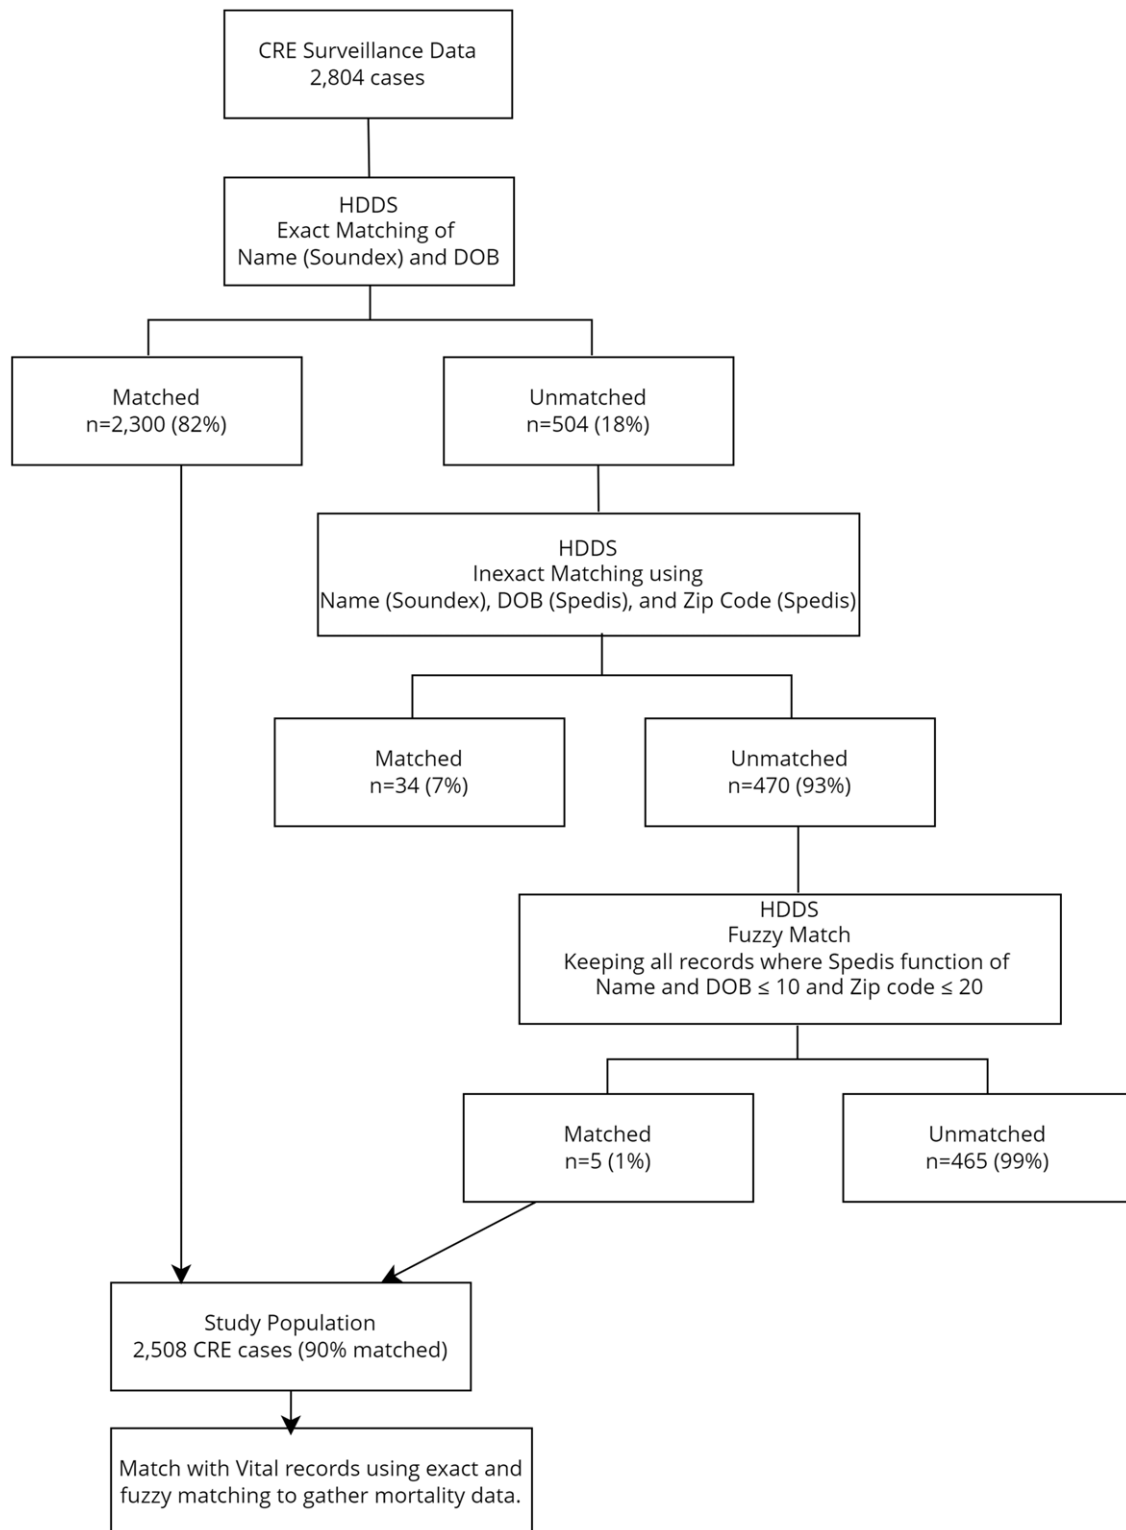 CRE Surveillance Data
2,804 cases
HDDS
Exact Matching of
Name (Soundex) and DOB
Matched
n=2,300 (82%)
Unmatched
n=504 (18%)
HDDS
Inexact Matching using
Name (Soundex), DOB (Spedis), and Zip Code (Spedis)
Matched
n=34 (7%)
Unmatched
n=470 (93%)
HDDS
Fuzzy Match
Keeping all records where Spedis function of
Name and DOB ≤ 10 and Zip code ≤ 20
Matched
n=5 (1%)
Unmatched
n=465 (99%)
Study Population
2,508 CRE cases (90% matched)
Match with Vital records using exact and
fuzzy matching to gather mortality data.